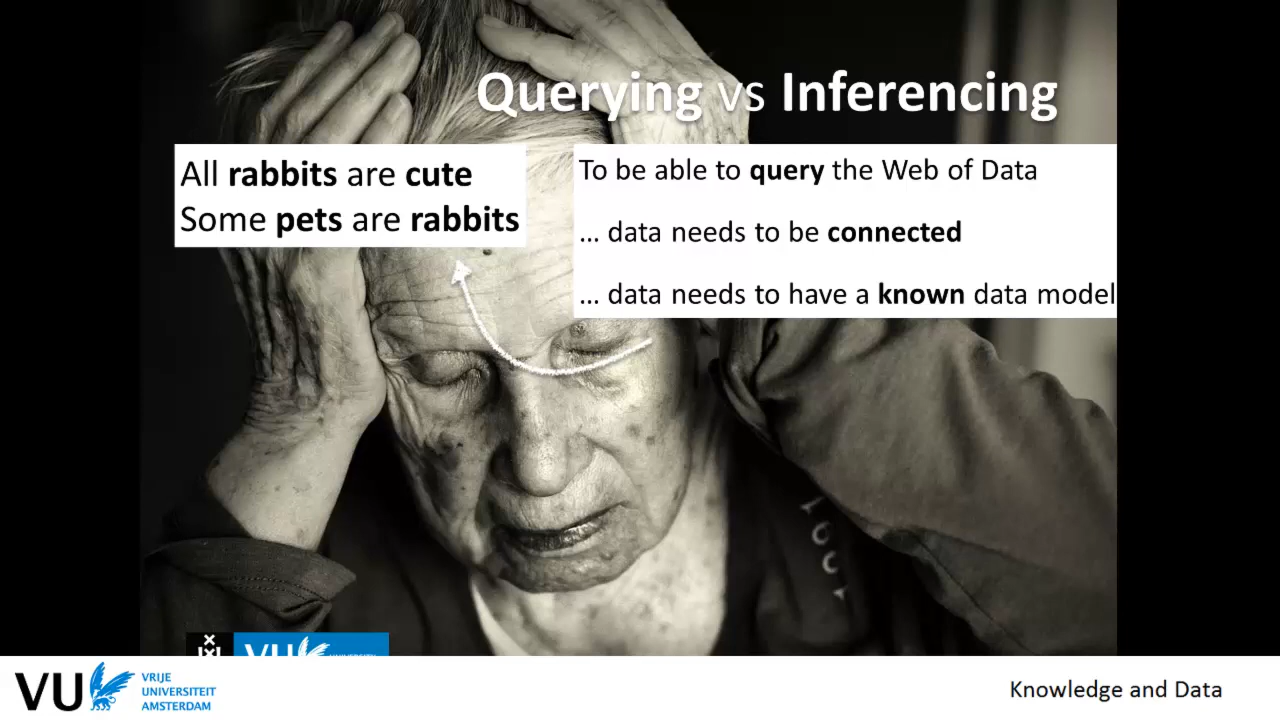 Querying vs Inferencing
All rabbits are cute
Some pets are rabbits
To be able to query the Web of Data
... data needs to be connected
... data needs to have a known data model
VU
VRIJE
UNIVERSITEIT
AMSTERDAM
Knowledge and Data